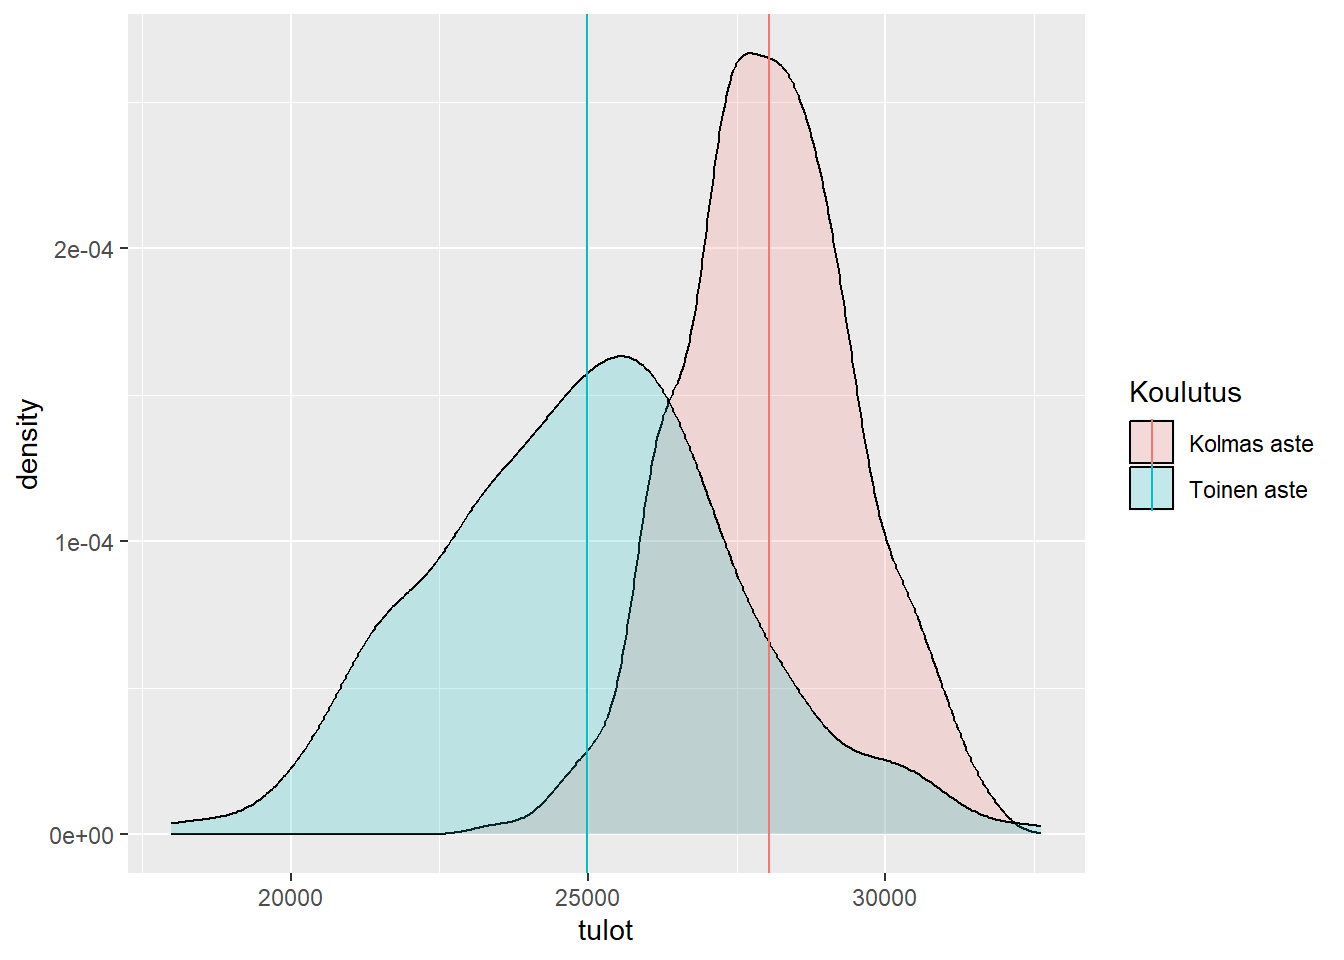 density
2e-04
1e-04
0e+00
20000
25000
30000
tulot
Koulutus
Kolmas aste
Toinen aste